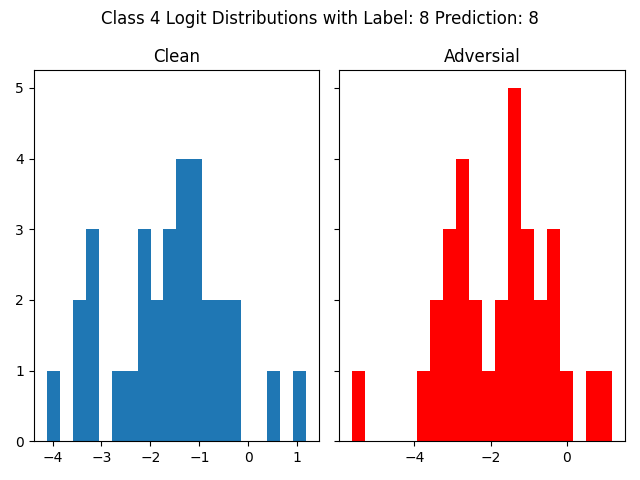 Class 4 Logit Distributions with Label: 8 Prediction: 8
Clean
Adversial
5
4
3
2
1
0
−4 −3 −2 −1 0 1
−4 −2 0